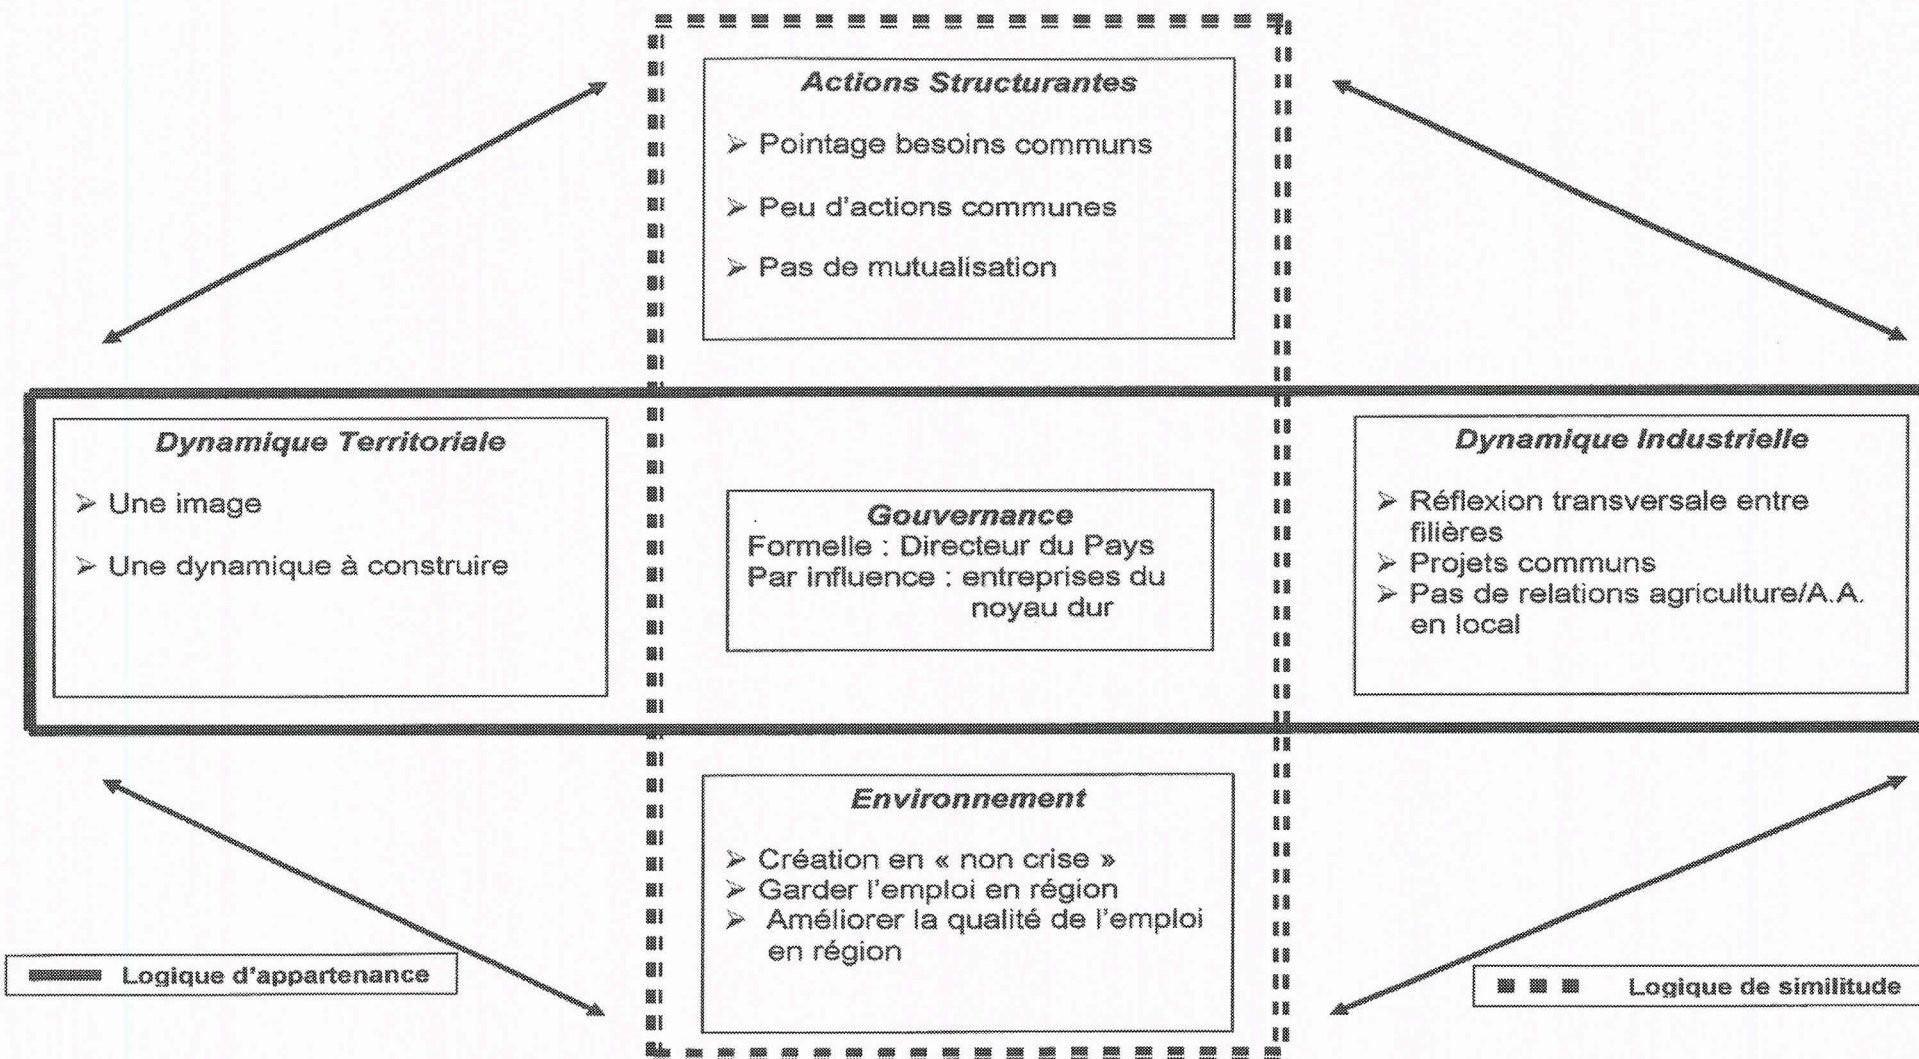 Actions Structurantes
➢ Pointage besoins communs
➢ Peu d'actions communes
➢ Pas de mutualisation
Dynamique Territoriale
➢ Une image
➢ Une dynamique à construire
Gouvernance
Formelle : Directeur du Pays
Par influence : entreprises du
noyau dur
Dynamique Industrielle
➢ Réflexion transversale entre
filières
➢ Projets communs
➢ Pas de relations agriculture/A.A.
en local
Environnement
➢ Création en « non crise »
➢ Garder l'emploi en région
➢ Améliorer la qualité de l'emploi
en région
Logique d'appartenance
Logique de similitude